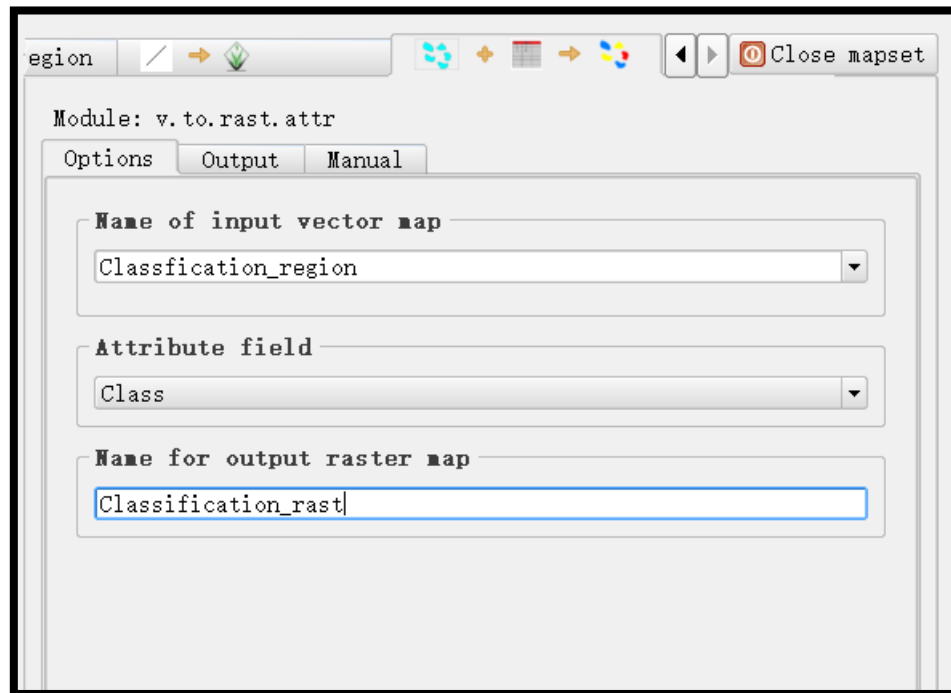 egion
Close mapset
Module: v.to.rast.attr
Options Output Manual
Name of input vector map
Classfication_region
Attribute field
Class
Name for output raster map
Classification_rast